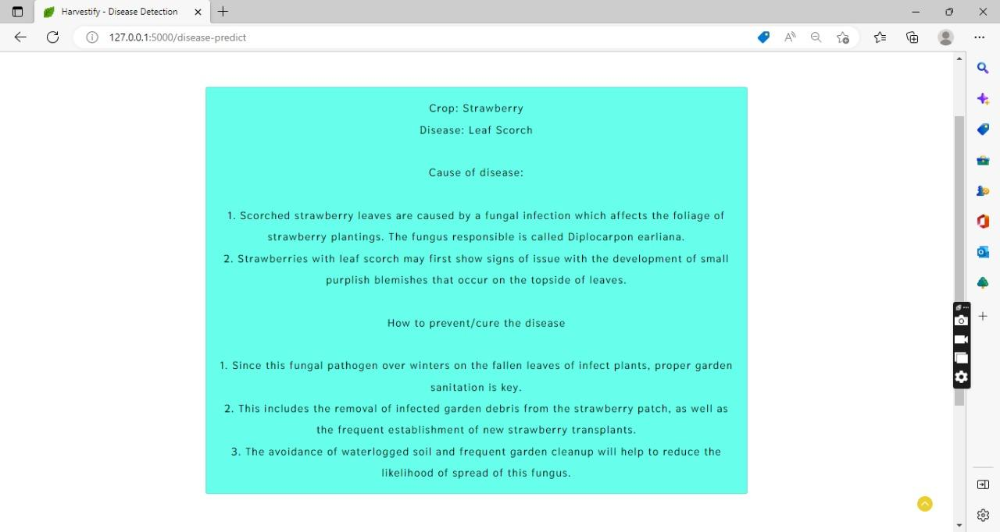 Harvestify - Disease Detection
127.0.0.1:5000/disease-predict
Crop: Strawberry
Disease: Leaf Scorch
Cause of disease:
1. Scorched strawberry leaves are caused by a fungal infection which affects the foliage of
strawberry plantings. The fungus responsible is called Diplocarpon earliana.
2. Strawberries with leaf scorch may first show signs of issue with the development of small
purplish blemishes that occur on the topside of leaves.
How to prevent/cure the disease
1. Since this fungal pathogen over winters on the fallen leaves of infect plants, proper garden
sanitation is key.
2. This includes the removal of infected garden debris from the strawberry patch, as well as
the frequent establishment of new strawberry transplants.
3. The avoidance of waterlogged soil and frequent garden cleanup will help to reduce the
likelihood of spread of this fungus.